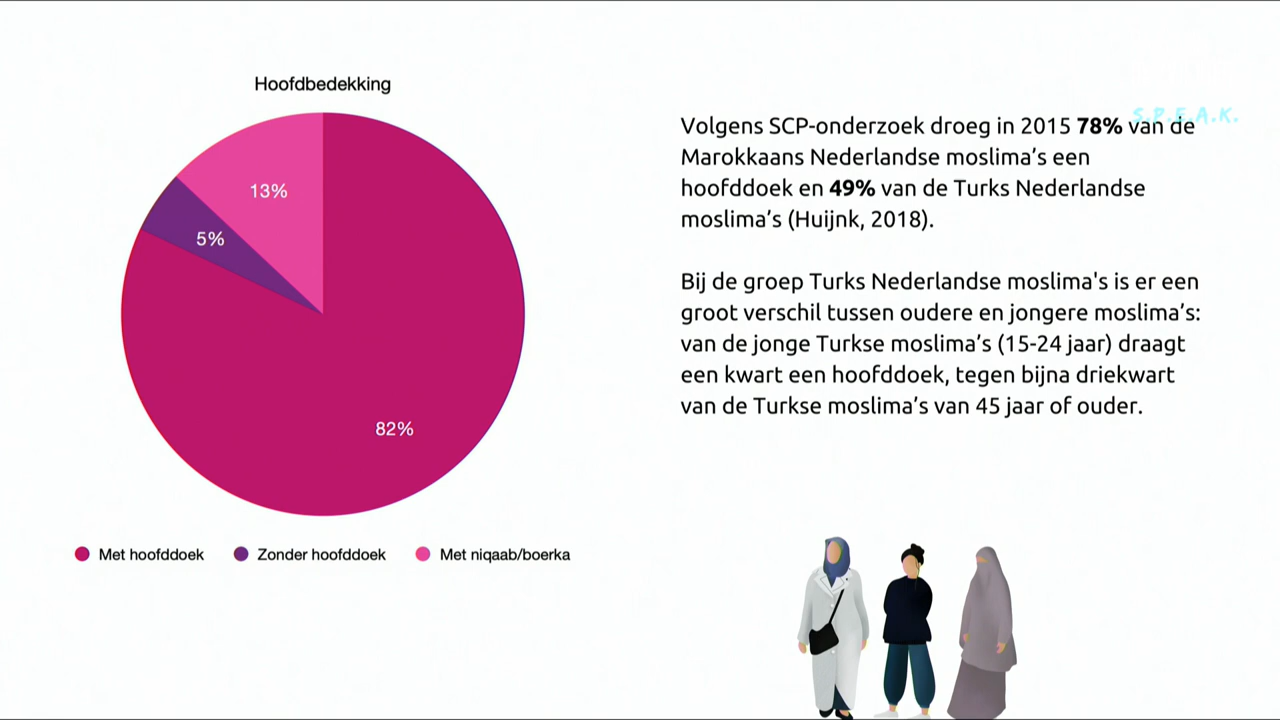 Hoofdbedekking
13%
5%
82%
Met hoofddoek
Zonder hoofddoek
Met niqaab/boerka
S.P.E.A.K.
Volgens SCP-onderzoek droeg in 2015 78% van de
Marokkaans Nederlandse moslima’s een
hoofddoek en 49% van de Turks Nederlandse
moslima’s (Huijnk, 2018).
Bij de groep Turks Nederlandse moslima's is er een
groot verschil tussen oudere en jongere moslima’s:
van de jonge Turkse moslima’s (15-24 jaar) draagt
een kwart een hoofddoek, tegen bijna driekwart
van de Turkse moslima’s van 45 jaar of ouder.